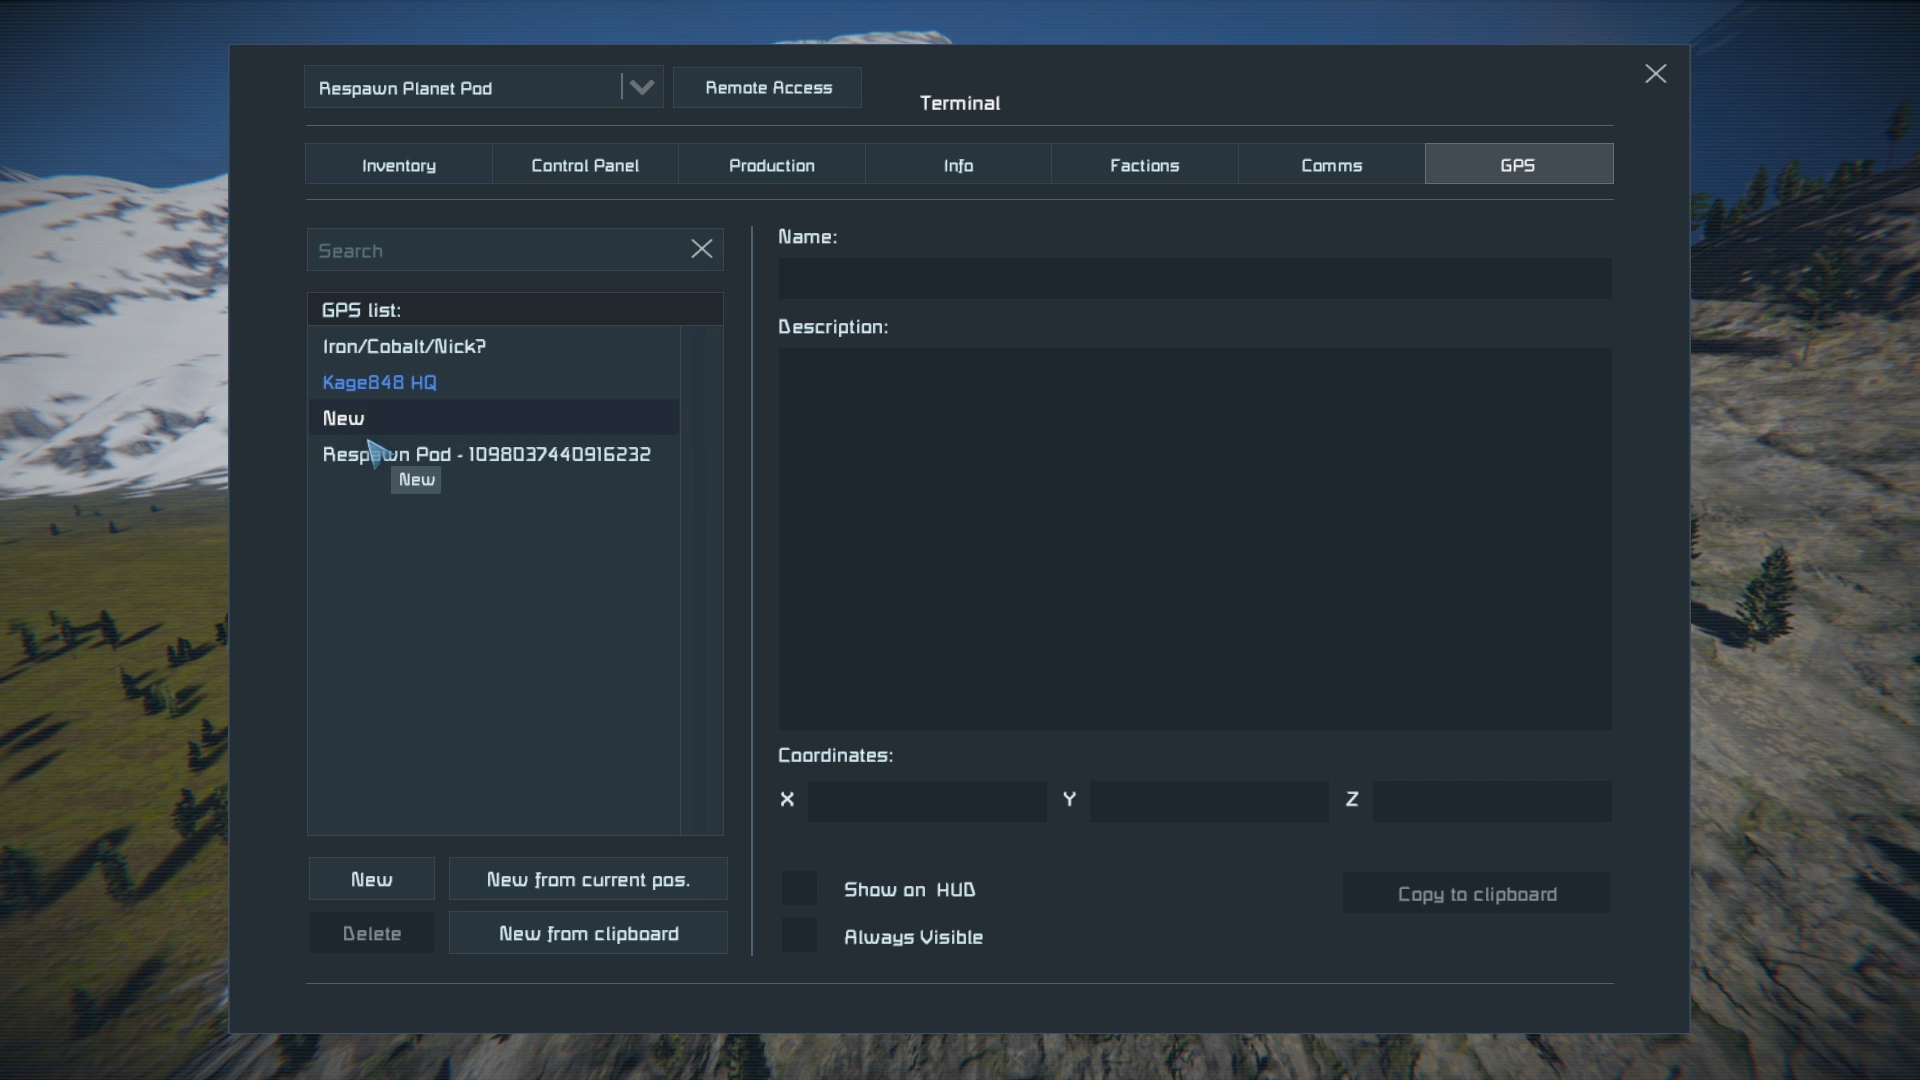 Respawn Planet Pod
Remote Access
Terminal
Inventory
Control Panel
Production
Info
Factions
Comms
GPS
Search
GPS list:
Iron/Cobalt/Nick?
Kage848 HQ
New
Respawn Pod - 1098037440916232
New
New
New from current pos.
Delete
New from clipboard
Name:
Description:
Coordinates:
X
Y
Z
Show on HUD
Always Visible
Copy to clipboard